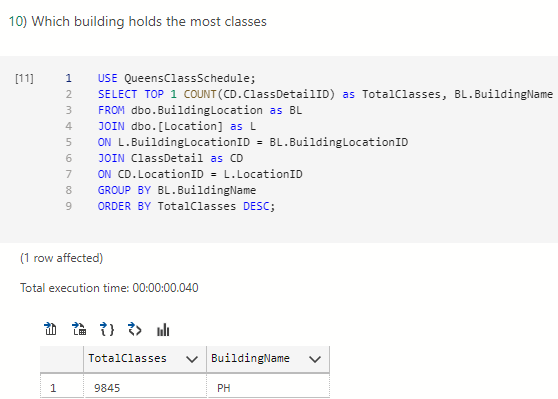 10) Which building holds the most classes
[11] 1 USE QueensClassSchedule;
2 SELECT TOP 1 COUNT(CD.ClassDetailID) as TotalClasses, BL.BuildingName
3 FROM dbo.BuildingLocation as BL
4 JOIN dbo.[Location] as L
5 ON L.BuildingLocationID = BL.BuildingLocationID
6 JOIN ClassDetail as CD
7 ON CD.LocationID = L.LocationID
8 GROUP BY BL.BuildingName
9 ORDER BY TotalClasses DESC;
(1 row affected)
Total execution time: 00:00:00.040
TotalClasses BuildingName
1 9845 PH